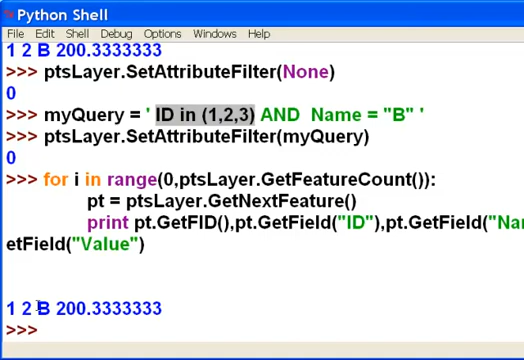 Python Shell
File Edit Shell Debug Options Windows Help
1 2 B 200.3333333
>>> ptsLayer.SetAttributeFilter(None)
0
>>> myQuery = ' ID in (1,2,3) AND  Name = "B" '
>>> ptsLayer.SetAttributeFilter(myQuery)
0
>>> for i in range(0,ptsLayer.GetFeatureCount()):
pt = ptsLayer.GetNextFeature()
print pt.GetFID(),pt.GetField("ID"),pt.GetField("Nar
etField("Value")
1 2 B 200.3333333
>>>